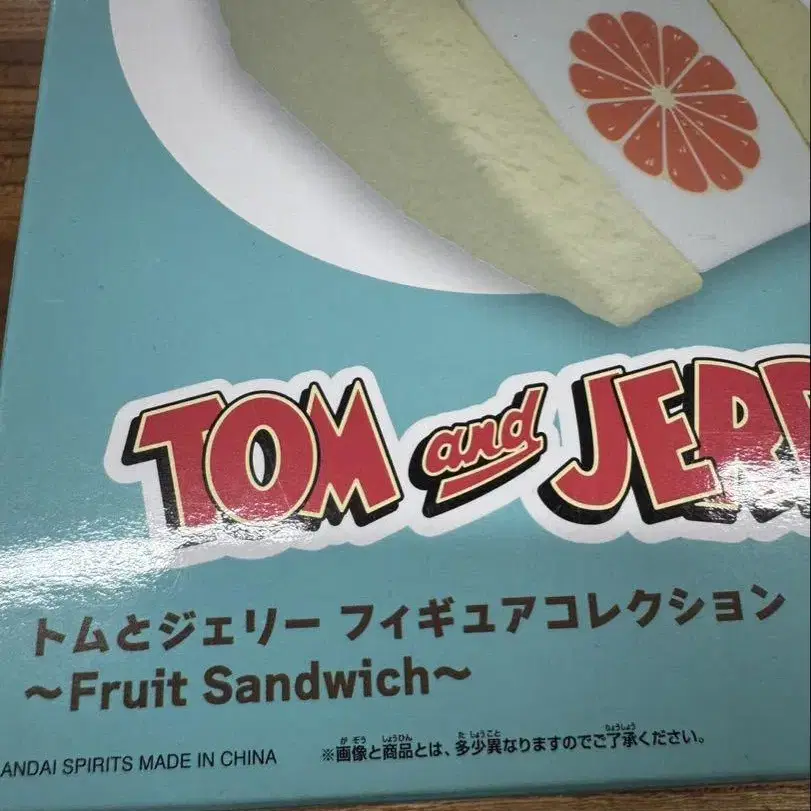 TOM and JERR
トムとジェリー フィギュアコレクション
～Fruit Sandwich～
ANDAI SPIRITS MADE IN CHINA
※画像と商品とは、多少異なりますのでご了承ください。